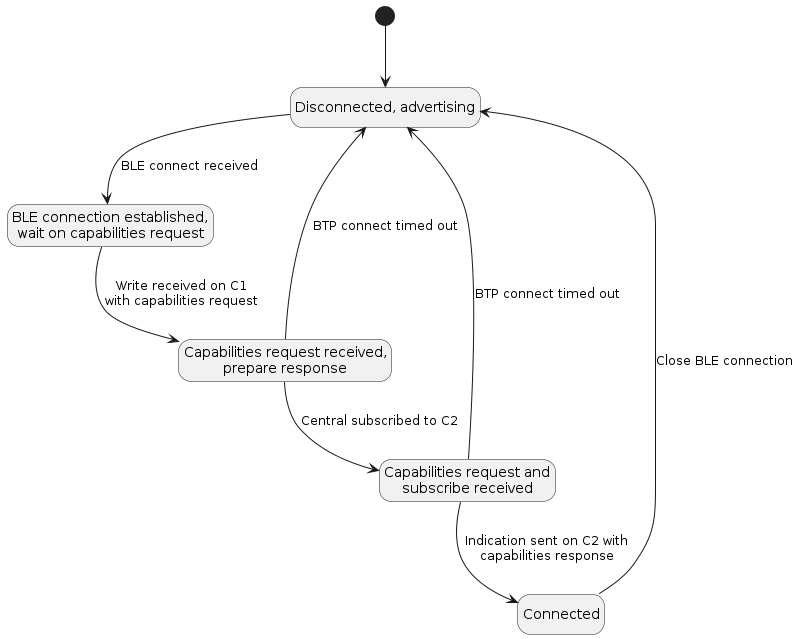 Disconnected, advertising
BLE connect received
BLE connection established,
wait on capabilities request
BTP connect timed out
Write received on C1
with capabilities request
BTP connect timed out
Capabilities request received,
prepare response
Close BLE connection
Central subscribed to C2
Capabilities request and
subscribe received
Indication sent on C2 with
capabilities response
Connected